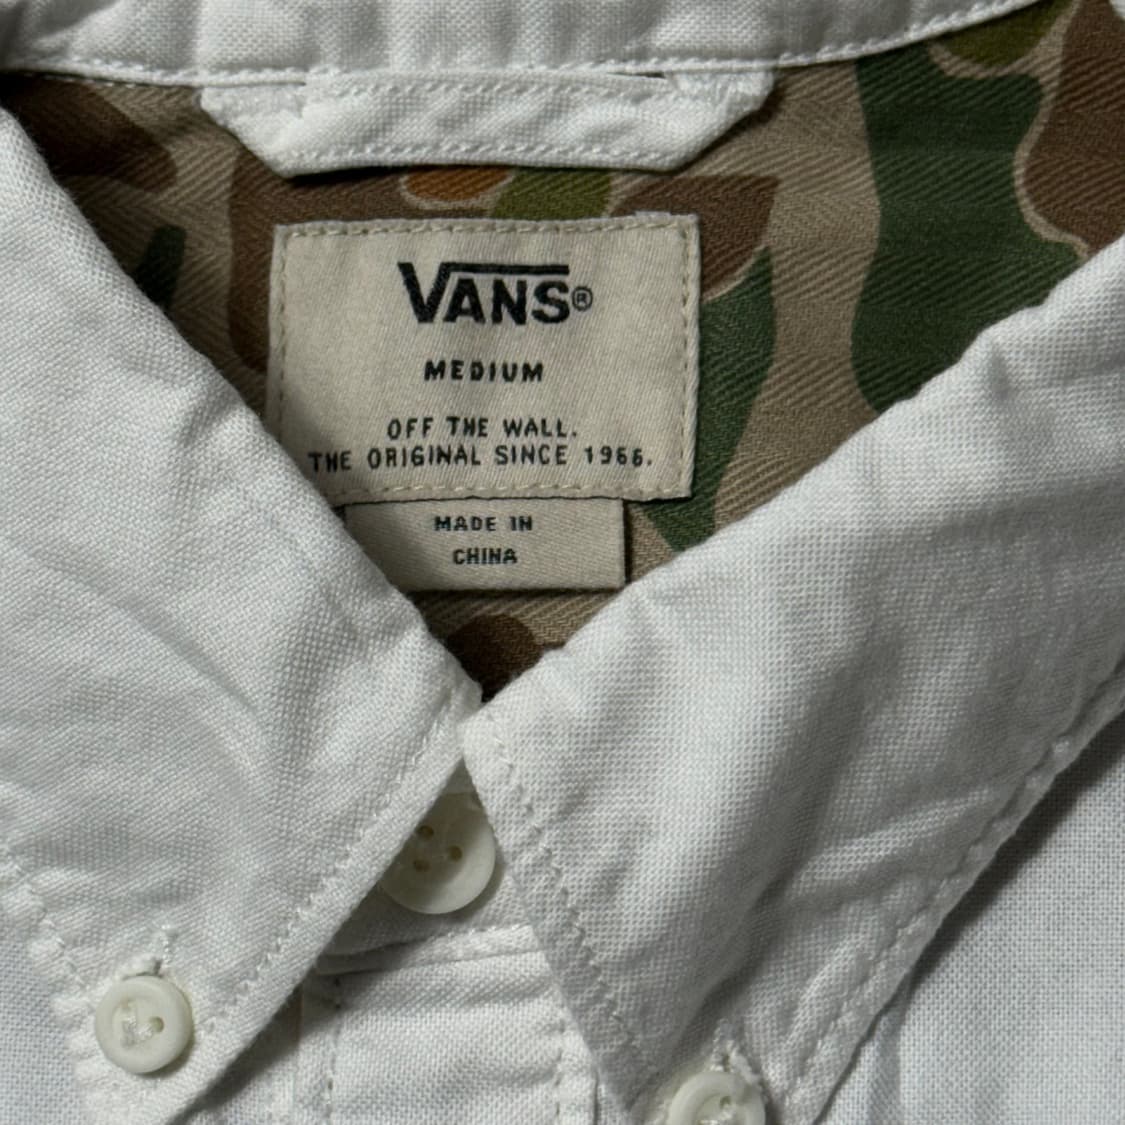 VANS®
MEDIUM
OFF THE WALL.
THE ORIGINAL SINCE 1966.
MADE IN
CHINA